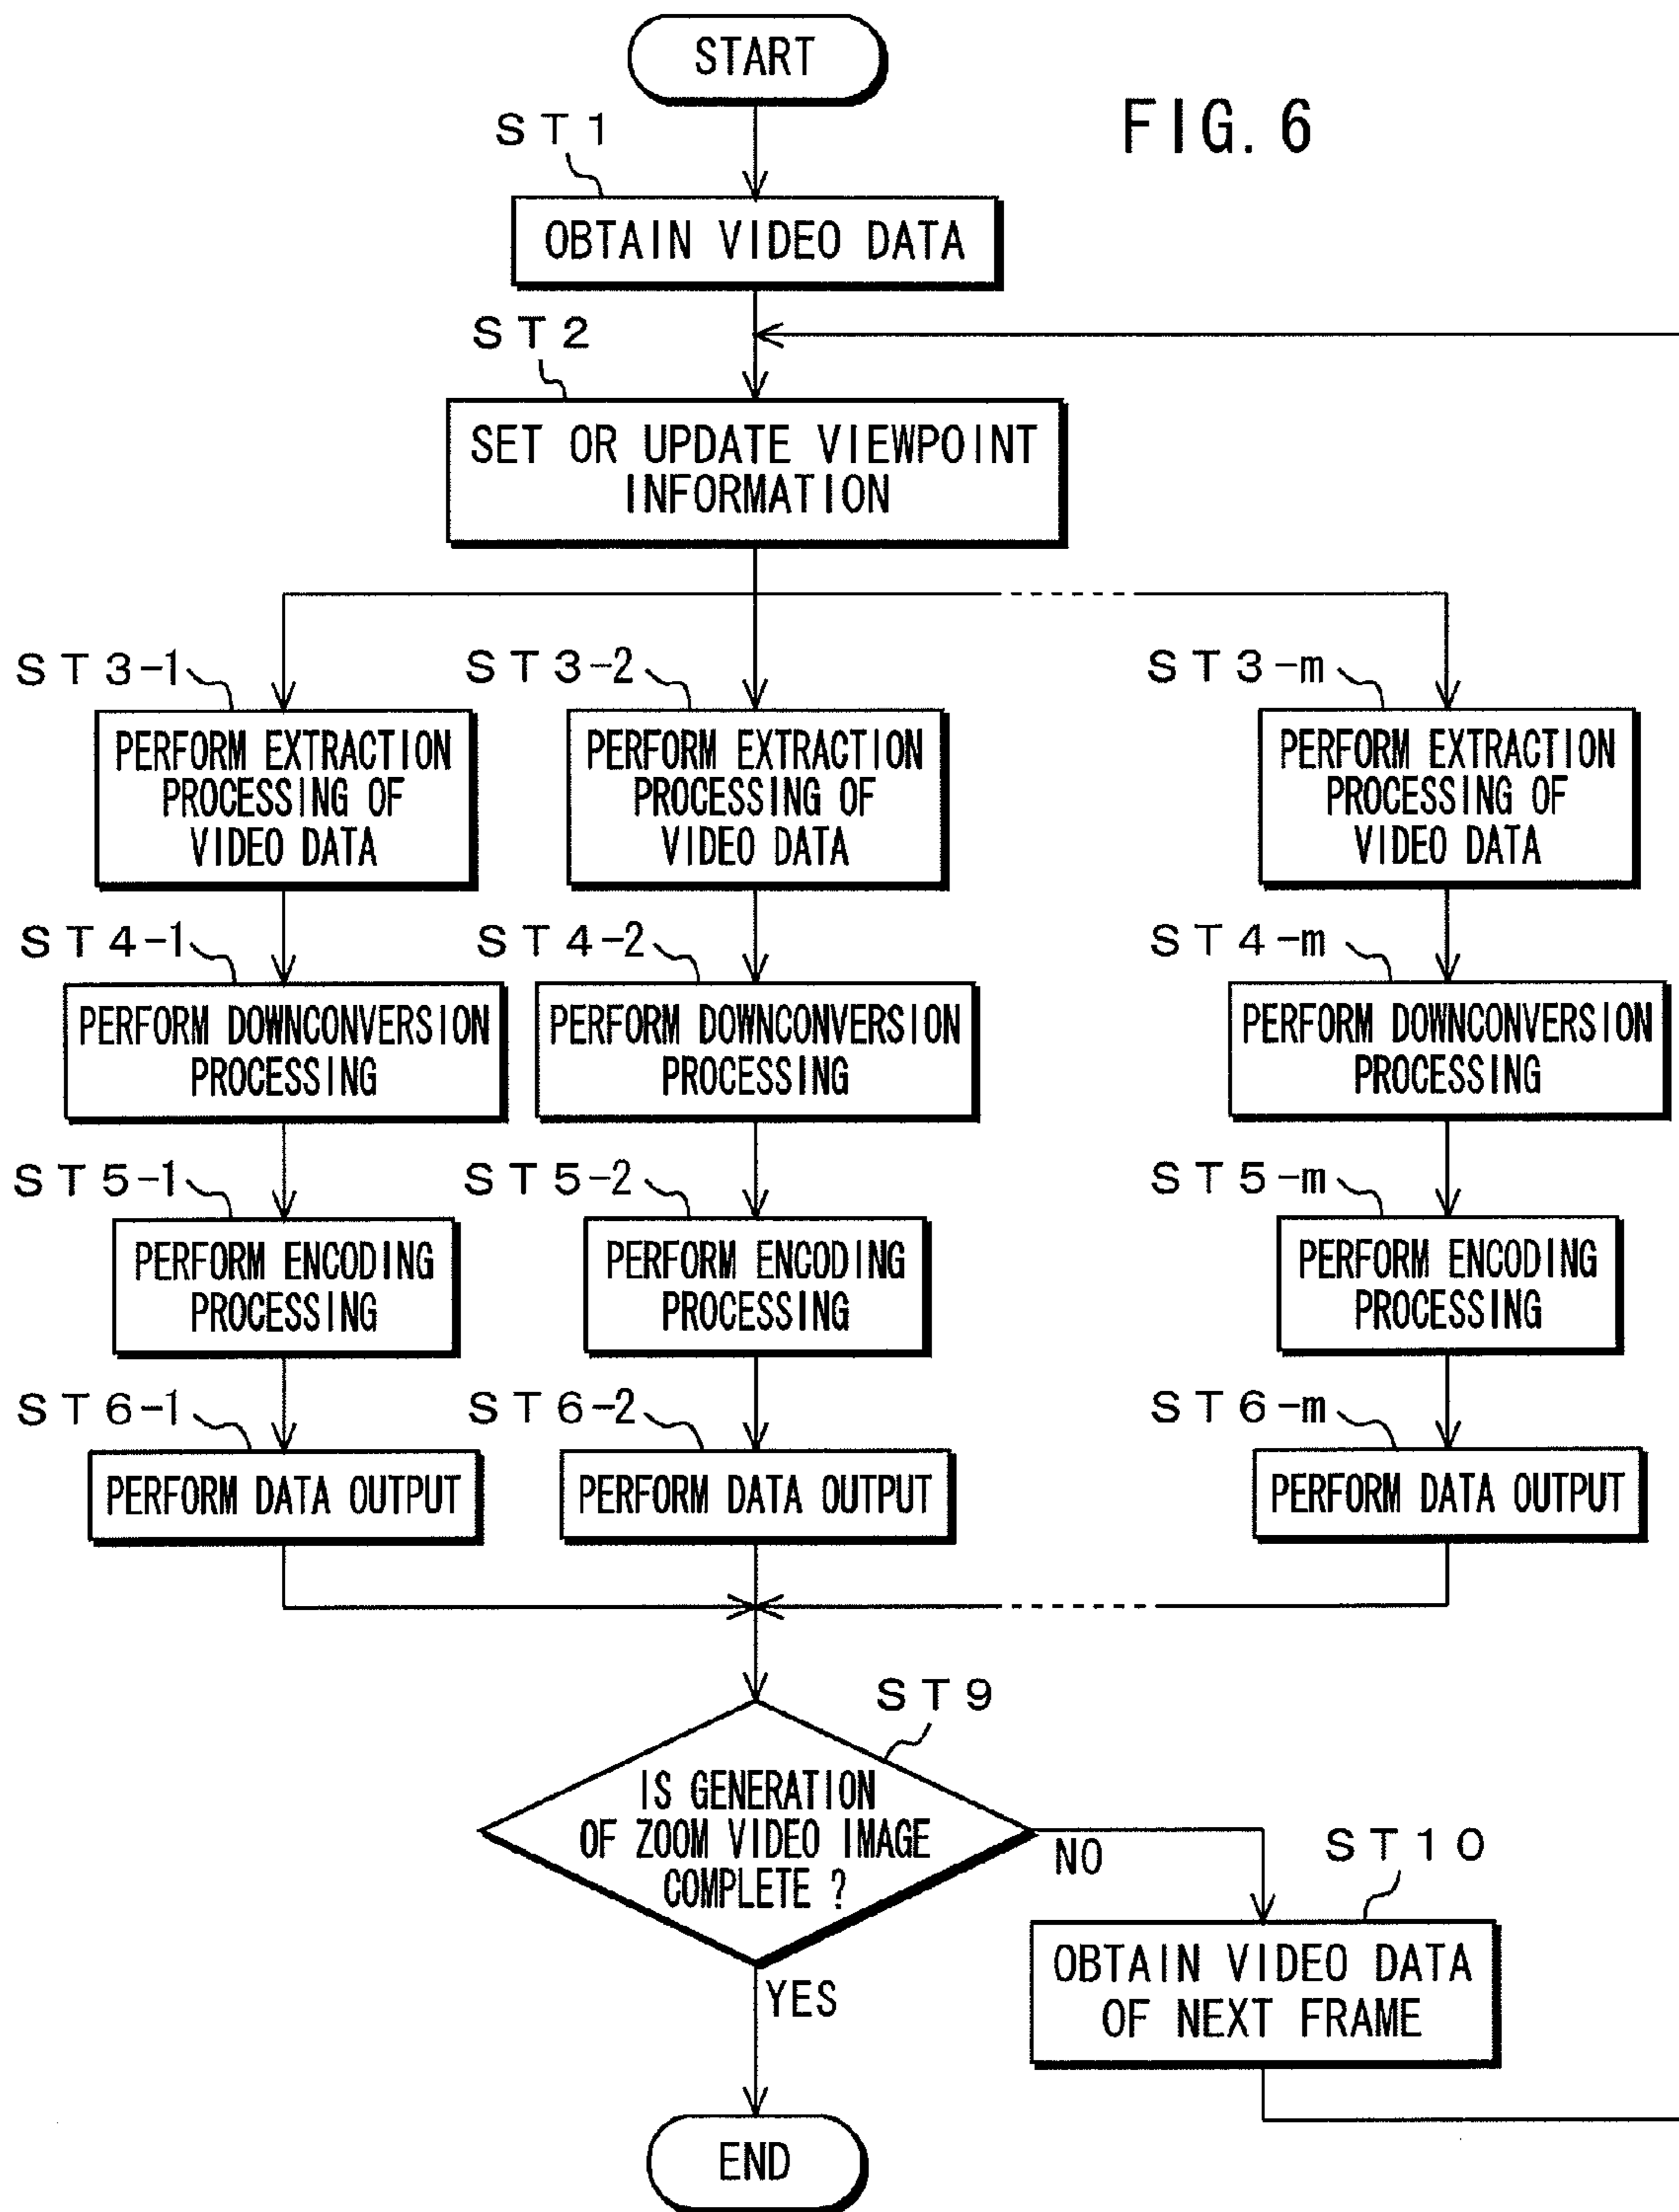 START
FIG. 6
ST1
OBTAIN VIDEO DATA
ST2
SET OR UPDATE VIEWPOINT
INFORMATION
ST3-1
PERFORM EXTRACTION
PROCESSING OF
VIDEO DATA
ST3-2
PERFORM EXTRACTION
PROCESSING OF
VIDEO DATA
ST3-m
PERFORM EXTRACTION
PROCESSING OF
VIDEO DATA
ST4-1
PERFORM DOWNCONVERSION
PROCESSING
ST4-2
PERFORM DOWNCONVERSION
PROCESSING
ST4-m
PERFORM DOWNCONVERSION
PROCESSING
ST5-1
PERFORM ENCODING
PROCESSING
ST5-2
PERFORM ENCODING
PROCESSING
ST5-m
PERFORM ENCODING
PROCESSING
ST6-1
PERFORM DATA OUTPUT
ST6-2
PERFORM DATA OUTPUT
ST6-m
PERFORM DATA OUTPUT
ST9
IS GENERATION
OF ZOOM VIDEO IMAGE
COMPLETE ?
NO
YES
ST10
OBTAIN VIDEO DATA
OF NEXT FRAME
END